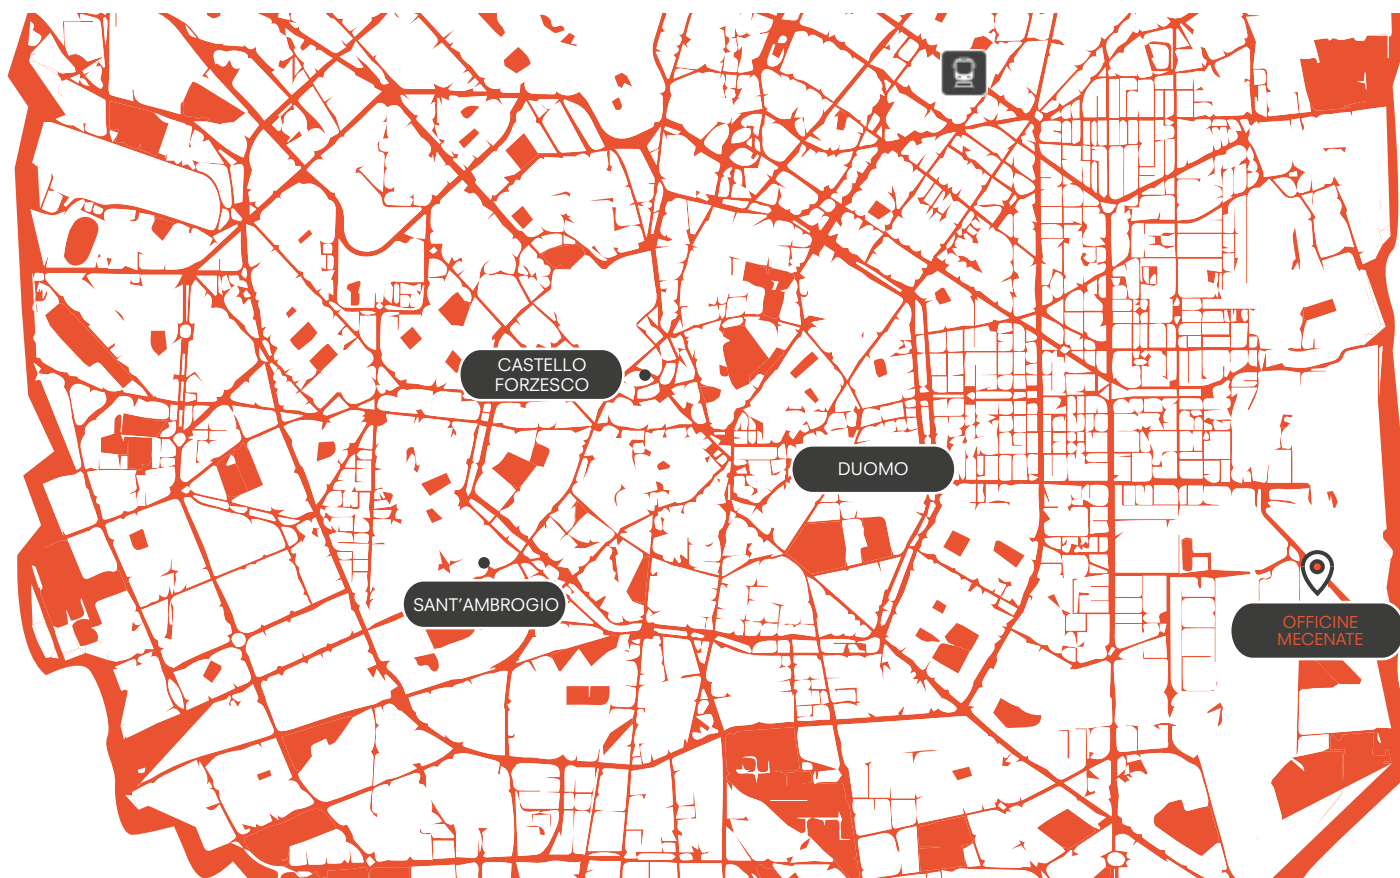 CASTELLO
FORZESCO
DUOMO
SANT'AMBROGIO
OFFICINE
MECENATE